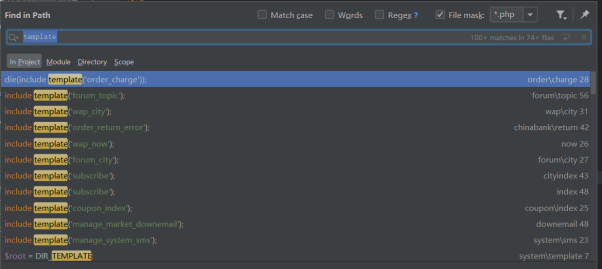 Find in Path Match case Words Regex ? File mask: *.php
template 100+ matches in 74+ files
In Project Module Directory Scope
die(include template('order_charge')); order\charge 28
include template('forum_topic'); forum\topic 56
include template('wap_city'); wap\city 31
include template('order_return_error'); chinabank\return 42
include template('wap_now'); now 26
include template('forum_city'); forum\city 27
include template('subscribe'); cityindex 43
include template('subscribe'); index 48
include template('coupon_index'); coupon\index 25
include template('manage_market_downemail'); downemail 48
include template('manage_system_sms'); system\sms 23
$root = DIR_TEMPLATE; system\template 7